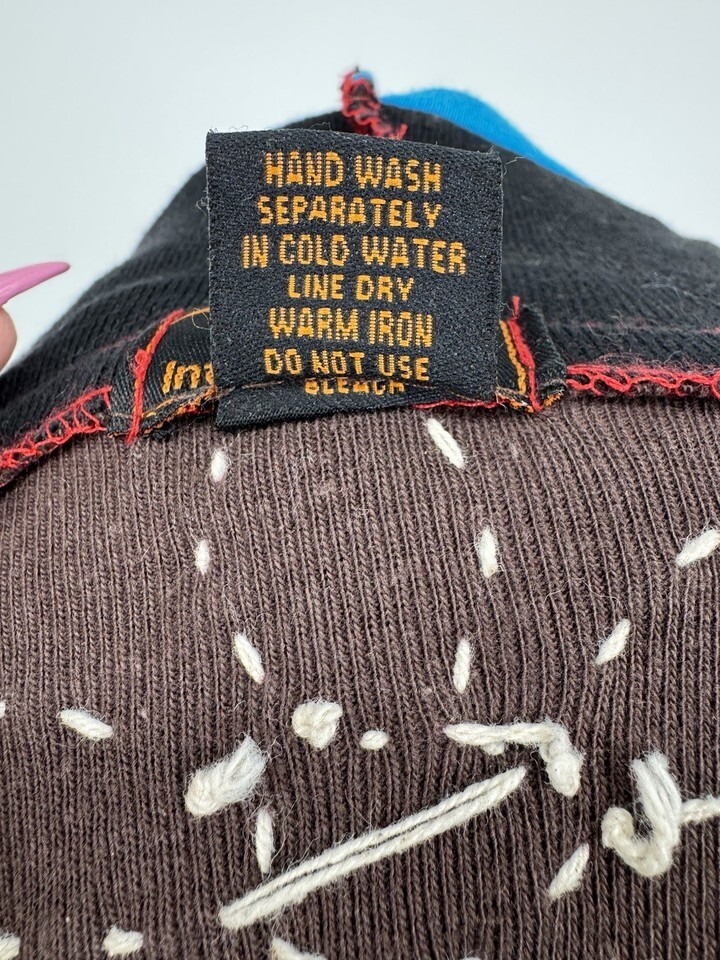 HAND WASH
SEPARATELY
IN COLD WATER
LINE DRY
WARM IRON
DO NOT USE
BLEACH